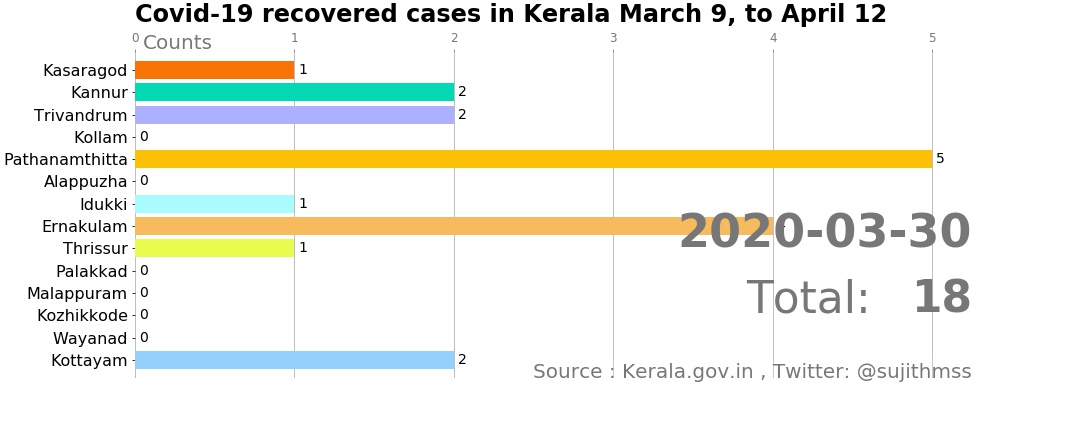 Covid-19 recovered cases in Kerala March 9, to April 12
0 1 2 3 4 5
Counts
Kasaragod 1
Kannur 2
Trivandrum 2
Kollam 0
Pathanamthitta 5
Alappuzha 0
Idukki 1
Ernakulam
2020-03-30
Thrissur 1
Palakkad 0
Malappuram 0
Total: 18
Kozhikkode 0
Wayanad 0
Kottayam 2
Source : Kerala.gov.in , Twitter: @sujithmss